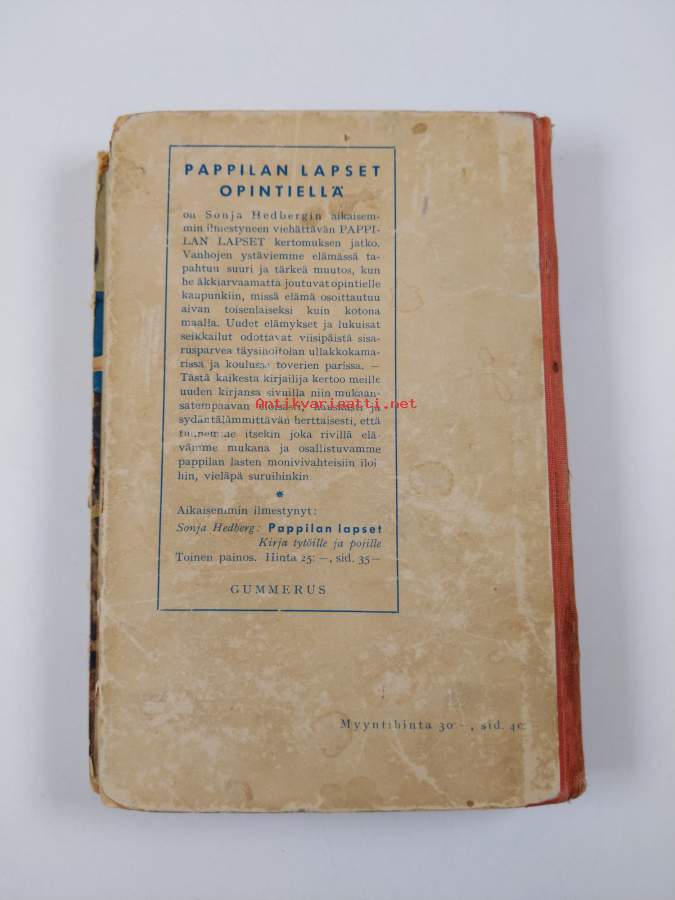 PAPPILAN LAPSET
OPINTIELLÄ
on Sonja Hedbergin aikaisem-
min ilmestyneen viehättävän PAPPI-
LAN LAPSET kertomuksen jatko.
Vanhojen ystäviemme elämässä ta-
pahtuu suuri ja tärkeä muutos, kun
he äkkiarvaamatta joutuvat opintielle
kaupunkiin, missä elämä osoittautuu
aivan toisenlaiseksi kuin kotona
maalla. Uudet elämykset ja lukuisat
seikkailut odottavat viisipäistä sisa-
rusparvea täysihoitolan ullakkokama-
rissa ja koulussa toverien parissa. —
Tästä kaikesta kirjailija kertoo meille
uuden kirjansa sivuilla niin mukaan-
satempaavan eloisasti, hauskasti ja
Antikvariaatti.net
sydäntälämmittävän herttaisesti, että
tunnemme itsekin joka rivillä elä-
vämme mukana ja osallistuvamme
pappilan lasten monivivahteisiin iloi-
hin, vieläpä suruihinkin.
*
Aikaisemmin ilmestynyt:
Sonja Hedberg: Pappilan lapset
Kirja tytöille ja pojille
Toinen painos. Hinta 25: —, sid. 35—
GUMMERUS
Myyntihinta 30 —, sid. 40